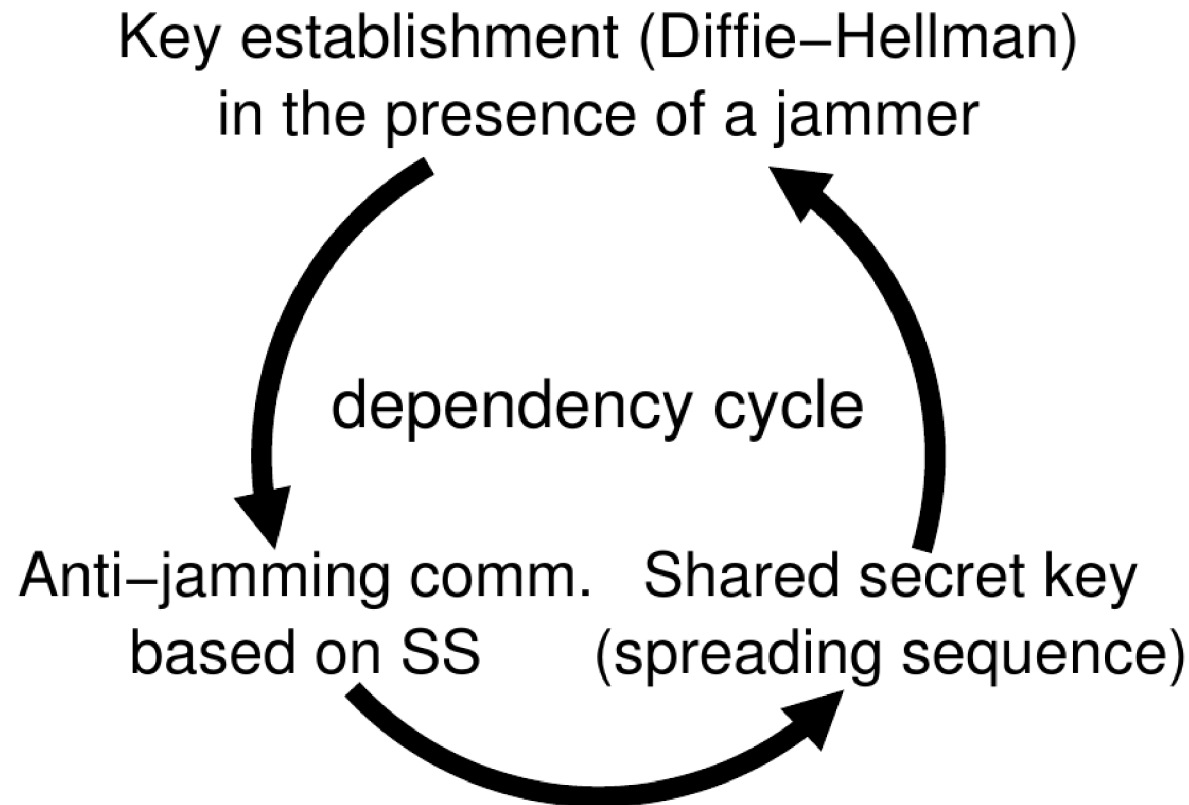 Key establishment (Diffie–Hellman)
in the presence of a jammer
dependency cycle
Anti–jamming comm.
based on SS
Shared secret key
(spreading sequence)